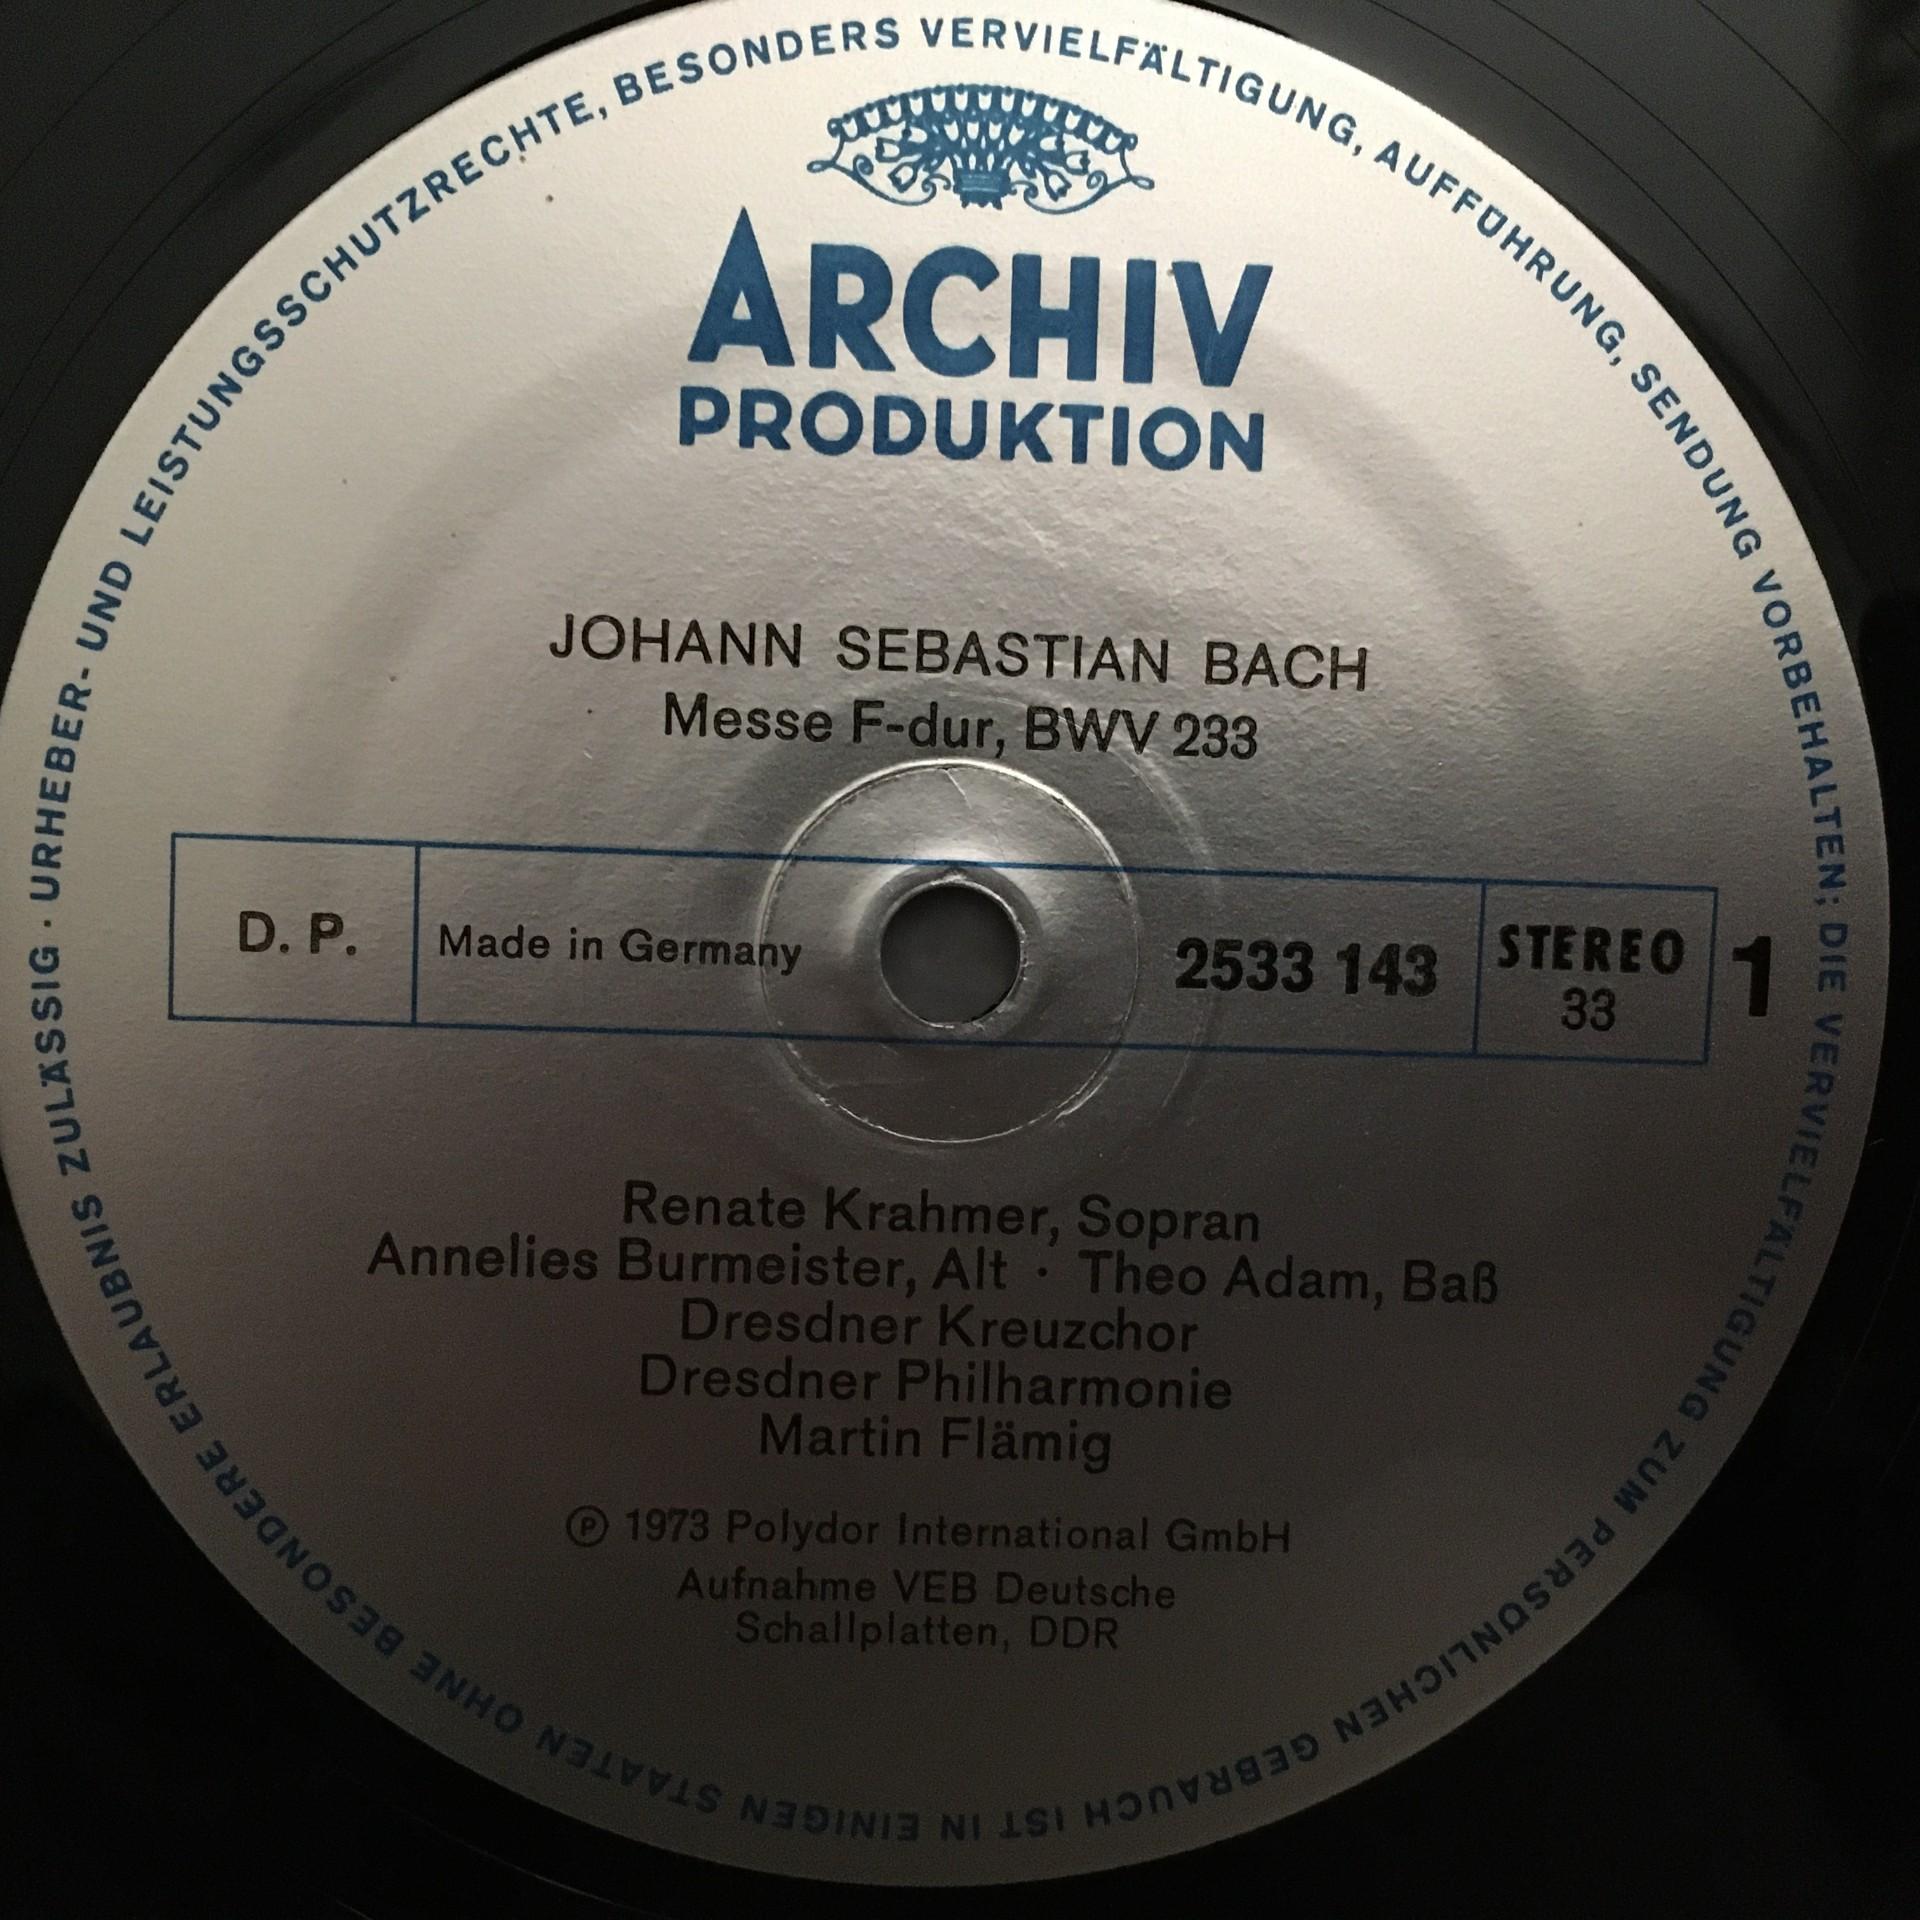 ARCHIV
PRODUKTION
JOHANN SEBASTIAN BACH
Messe F-dur, BWV 233
D. P.
Made in Germany
2533 143
STEREO
33
1
Renate Krahmer, Sopran
Annelies Burmeister, Alt · Theo Adam, Baß
Dresdner Kreuzchor
Dresdner Philharmonie
Martin Flämig
℗ 1973 Polydor International GmbH
Aufnahme VEB Deutsche
Schallplatten, DDR
· URHEBER- UND LEISTUNGSSCHUTZRECHTE, BESONDERS VERVIELFÄLTIGUNG, AUFFÜHRUNG, SENDUNG VORBEHALTEN; DIE VERVIELFÄLTIGUNG ZUM PERSÖNLICHEN GEBRAUCH IST IN EINIGEN STAATEN OHNE BESONDERE ERLAUBNIS ZULÄSSIG